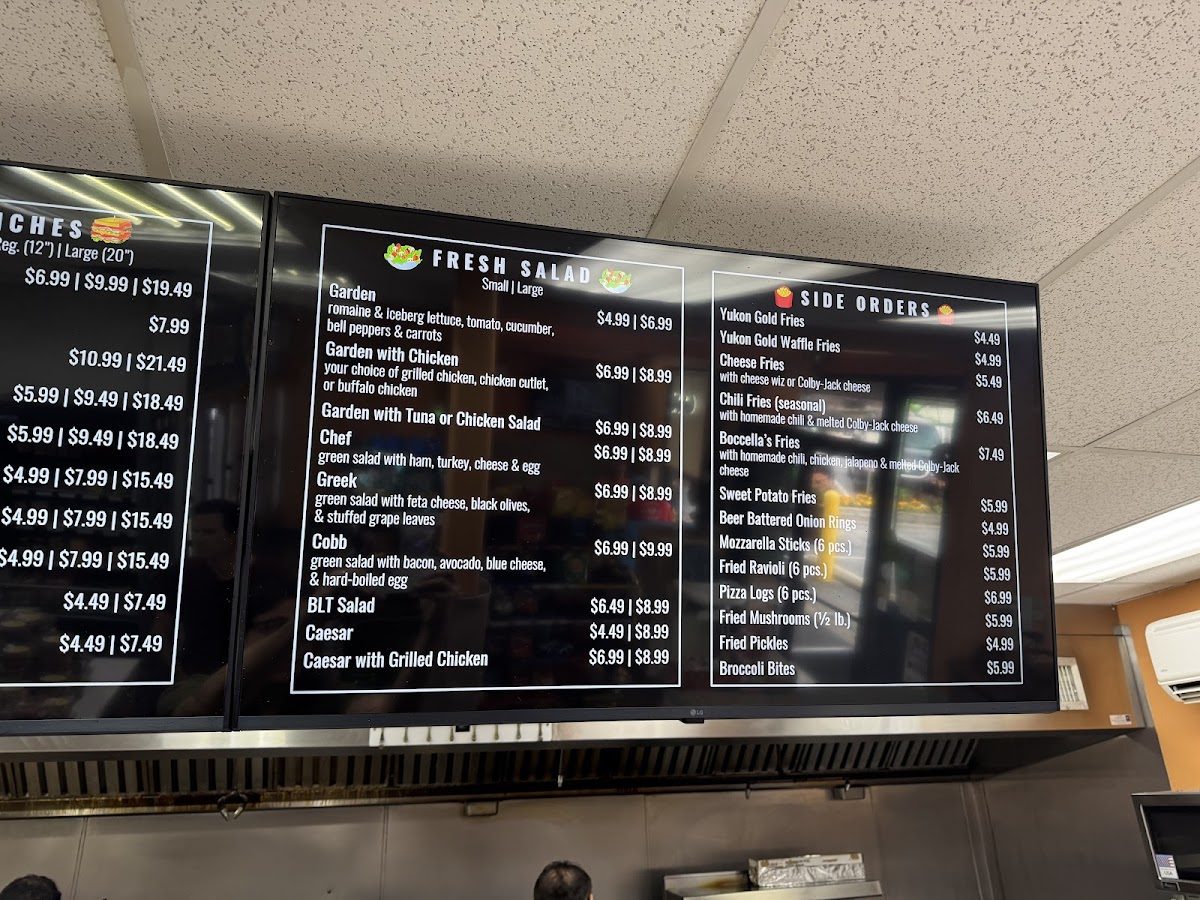 ICHES
Reg. (12") | Large (20")
$6.99 | $9.99 | $19.49
$7.99
$10.99 | $21.49
$5.99 | $9.49 | $18.49
$5.99 | $9.49 | $18.49
$4.99 | $7.99 | $15.49
$4.99 | $7.99 | $15.49
$4.99 | $7.99 | $15.49
$4.49 | $7.49
$4.49 | $7.49
FRESH SALAD
Small | Large
Garden $4.99 | $6.99
romaine & iceberg lettuce, tomato, cucumber,
bell peppers & carrots
Garden with Chicken $6.99 | $8.99
your choice of grilled chicken, chicken cutlet,
or buffalo chicken
Garden with Tuna or Chicken Salad $6.99 | $8.99
Chef $6.99 | $8.99
green salad with ham, turkey, cheese & egg
Greek $6.99 | $8.99
green salad with feta cheese, black olives,
& stuffed grape leaves
Cobb $6.99 | $9.99
green salad with bacon, avocado, blue cheese,
& hard-boiled egg
BLT Salad $6.49 | $8.99
Caesar $4.49 | $8.99
Caesar with Grilled Chicken $6.99 | $8.99
SIDE ORDERS
Yukon Gold Fries $4.49
Yukon Gold Waffle Fries $4.99
Cheese Fries $5.49
with cheese wiz or Colby-Jack cheese
Chili Fries (seasonal) $6.49
with homemade chili & melted Colby-Jack cheese
Boccella's Fries $7.49
with homemade chili, chicken, jalapeno & melted Colby-Jack
cheese
Sweet Potato Fries $5.99
Beer Battered Onion Rings $4.99
Mozzarella Sticks (6 pcs.) $5.99
Fried Ravioli (6 pcs.) $5.99
Pizza Logs (6 pcs.) $6.99
Fried Mushrooms (½ lb.) $5.99
Fried Pickles $4.99
Broccoli Bites $5.99
LG
USA